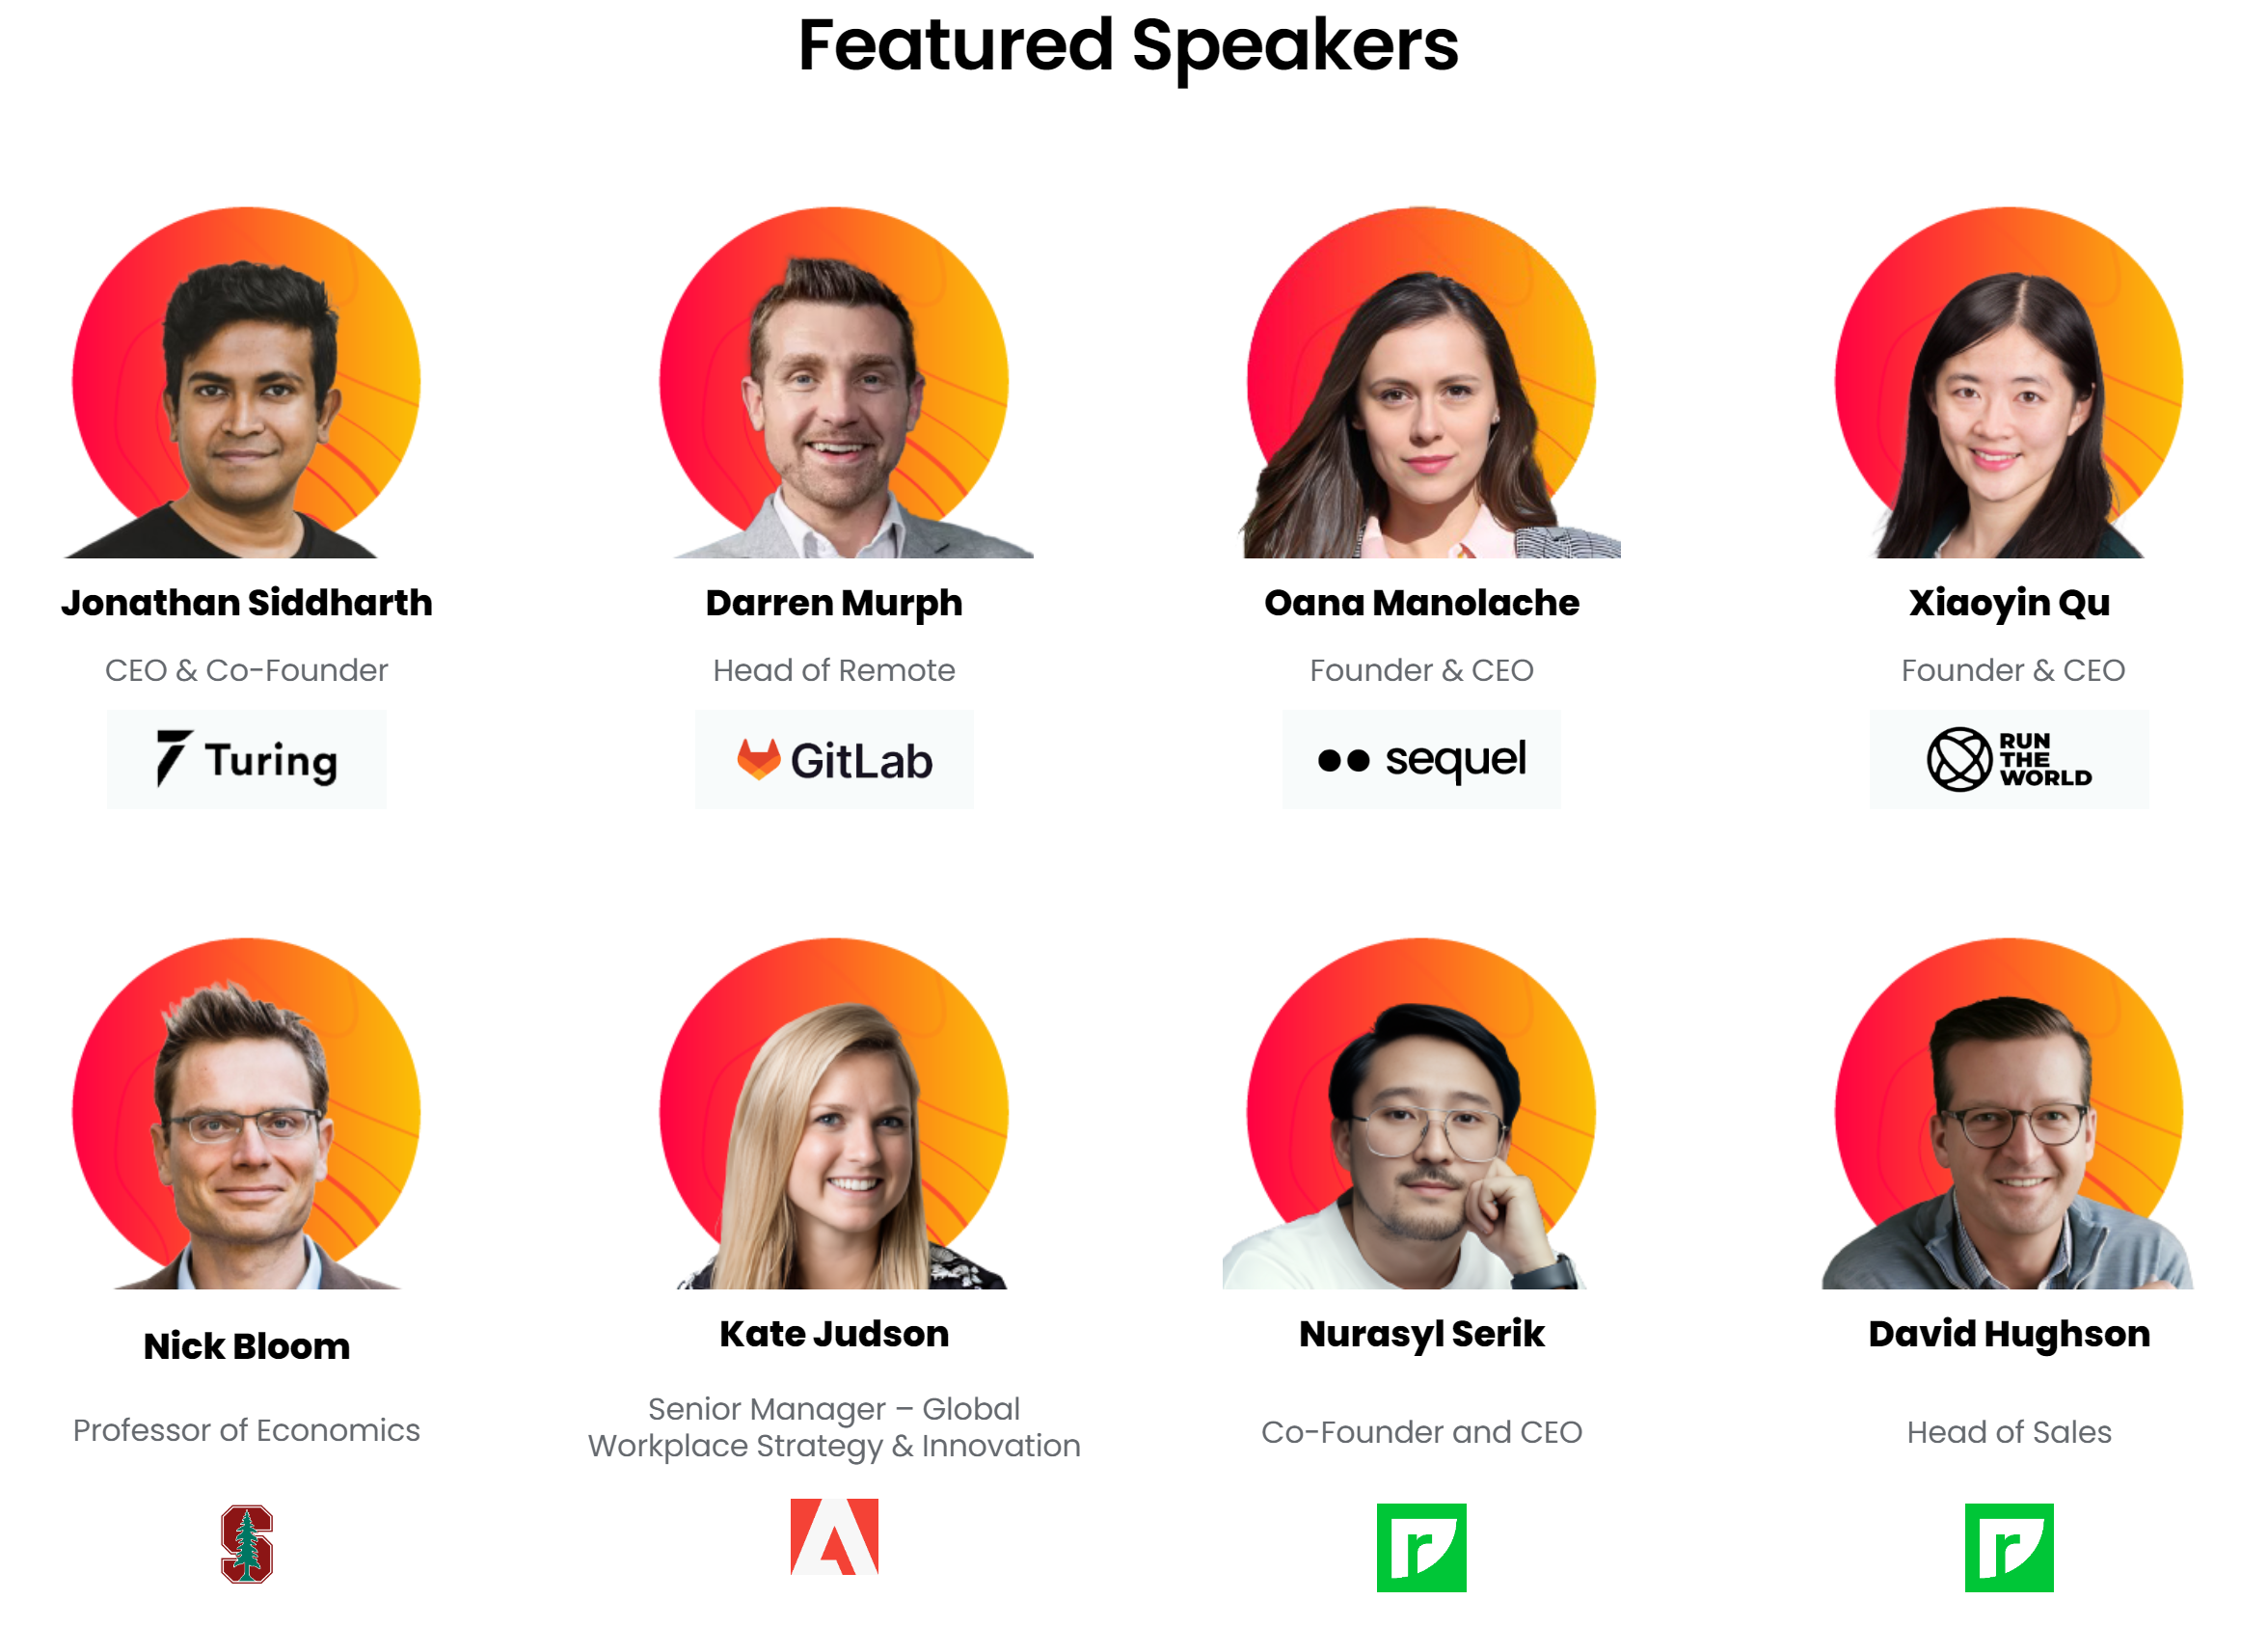 Featured Speakers
Jonathan Siddharth
Darren Murph
Oana Manolache
Xiaoyin Qu
CEO & Co-Founder
Head of Remote
Founder & CEO
Founder & CEO
Turing
GitLab
sequel
RUN
THE
WORLD
Nick Bloom
Kate Judson
Nurasyl Serik
David Hughson
Professor of Economics
Senior Manager – Global
Workplace Strategy & Innovation
Co-Founder and CEO
Head of Sales
S
A
r
r